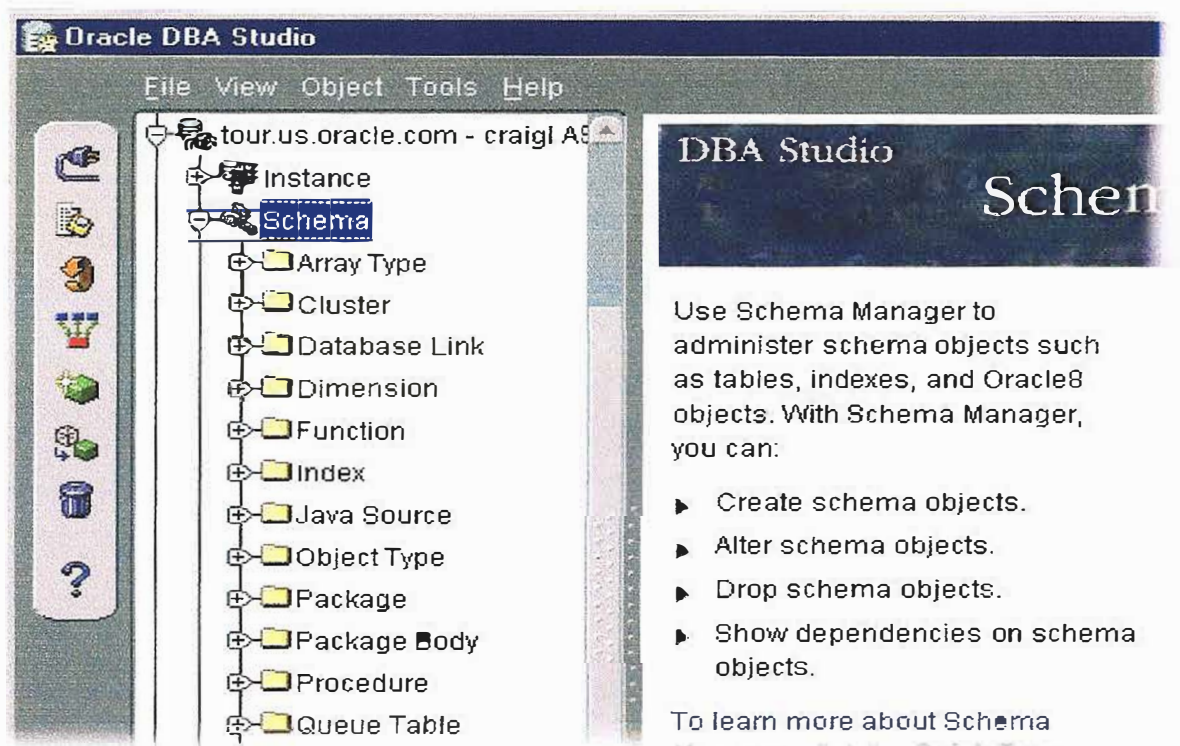 Oracle DBA Studio
File View Object Tools Help
tour.us.oracle.com - craigl
Instance
Schema
Array Type
Cluster
Database Link
Dimension
Function
Index
Java Source
Object Type
Package
Package Body
Procedure
Queue Table
DBA Studio
Use Schema Manager to
administer schema objects such
as tables, indexes, and Oracle8
objects. With Schema Manager,
you can:
Create schema objects.
Alter schema objects.
Drop schema objects.
Show dependencies on schema
objects.
To learn more about Schema